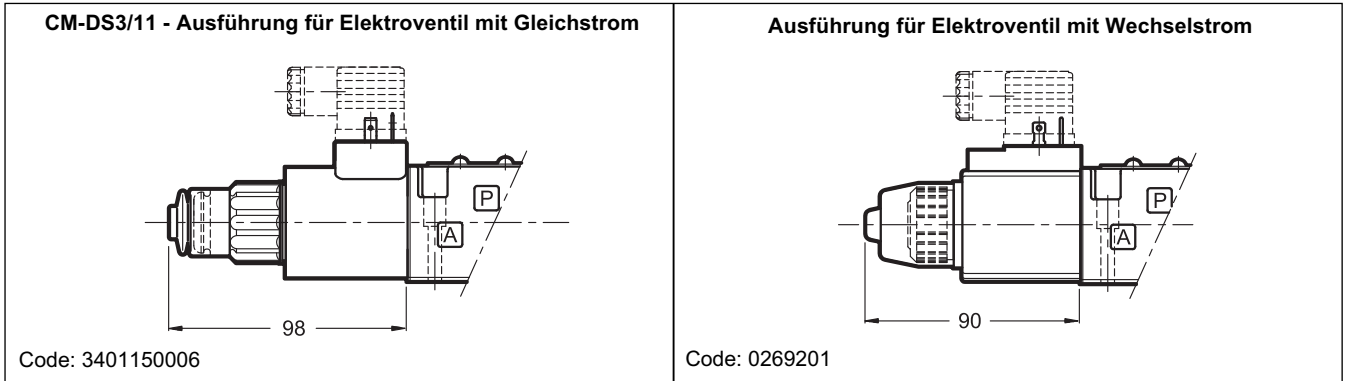 CM-DS3/11 - Ausführung für Elektroventil mit Gleichstrom
P
A
98
Code: 3401150006
Ausführung für Elektroventil mit Wechselstrom
P
A
90
Code: 0269201